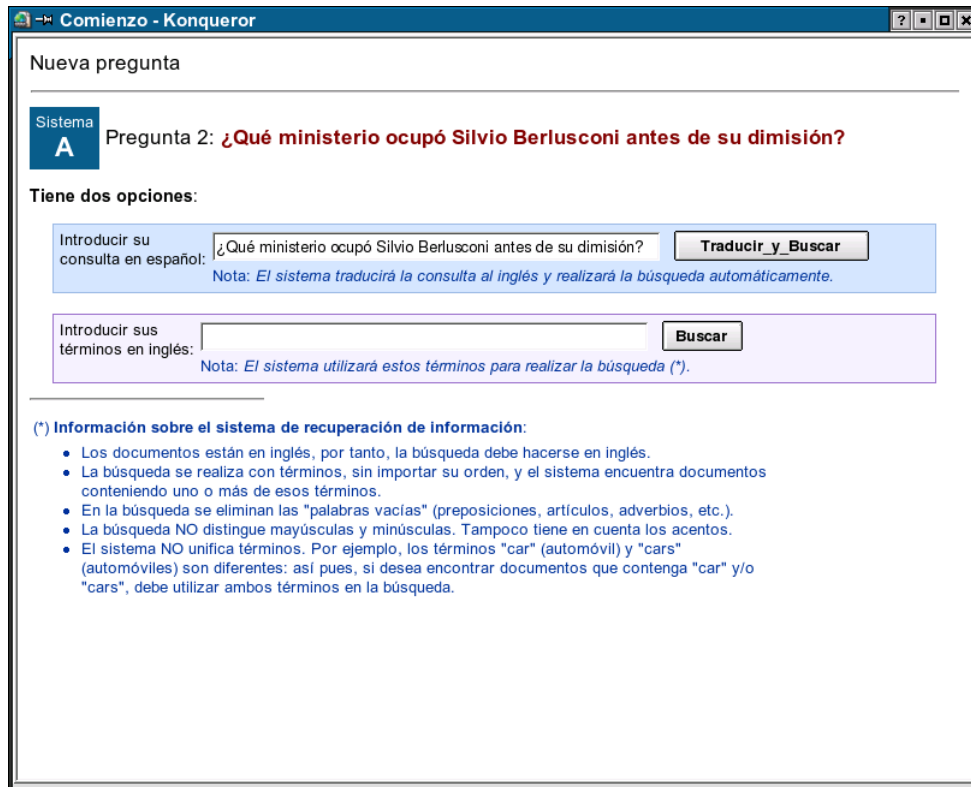 Comienzo - Konqueror
Nueva pregunta
Sistema
A
Pregunta 2: ¿Qué ministerio ocupó Silvio Berlusconi antes de su dimisión?
Tiene dos opciones:
Introducir su
consulta en español:
¿Qué ministerio ocupó Silvio Berlusconi antes de su dimisión?
Traducir_y_Buscar
Nota: El sistema traducirá la consulta al inglés y realizará la búsqueda automáticamente.
Introducir sus
términos en inglés:
Buscar
Nota: El sistema utilizará estos términos para realizar la búsqueda (*).
(*) Información sobre el sistema de recuperación de información:
• Los documentos están en inglés, por tanto, la búsqueda debe hacerse en inglés.
• La búsqueda se realiza con términos, sin importar su orden, y el sistema encuentra documentos
conteniendo uno o más de esos términos.
• En la búsqueda se eliminan las "palabras vacías" (preposiciones, artículos, adverbios, etc.).
• La búsqueda NO distingue mayúsculas y minúsculas. Tampoco tiene en cuenta los acentos.
• El sistema NO unifica términos. Por ejemplo, los términos "car" (automóvil) y "cars"
(automóviles) son diferentes: así pues, si desea encontrar documentos que contenga "car" y/o
"cars", debe utilizar ambos términos en la búsqueda.